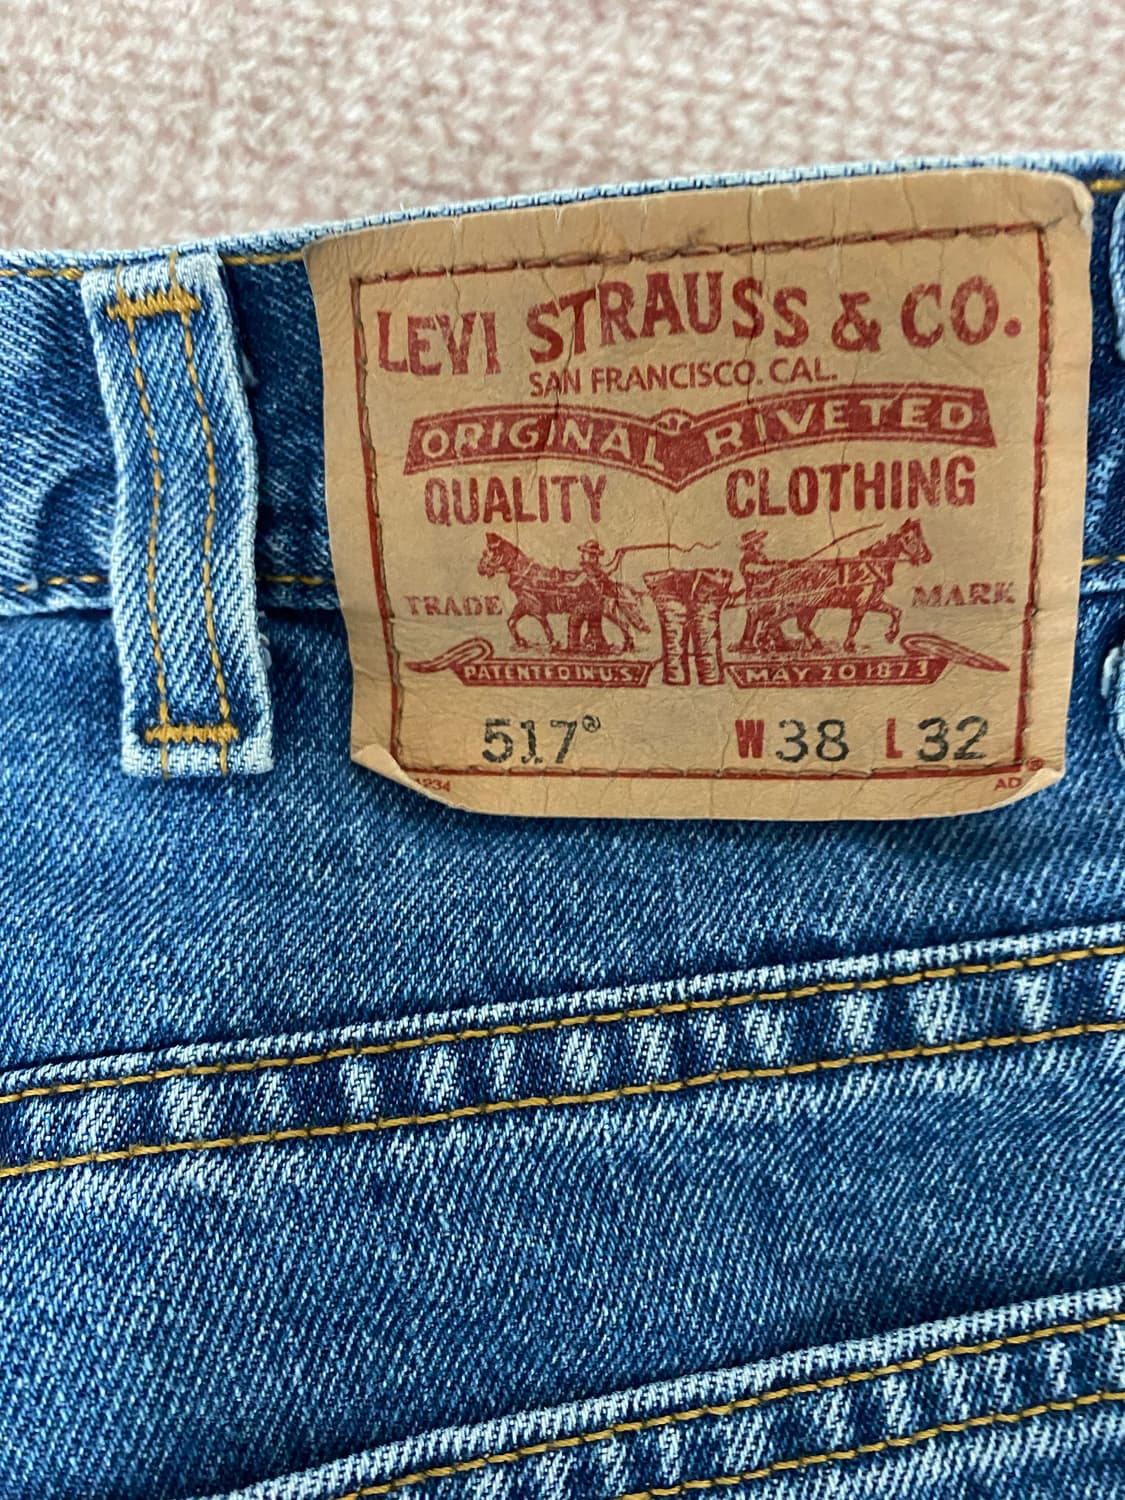 LEVI STRAUSS & CO.
SAN FRANCISCO. CAL.
ORIGINAL RIVETED
QUALITY CLOTHING
TRADE MARK
PATENTED IN U.S. MAY 20 1873
517® W38 L32
AD ®